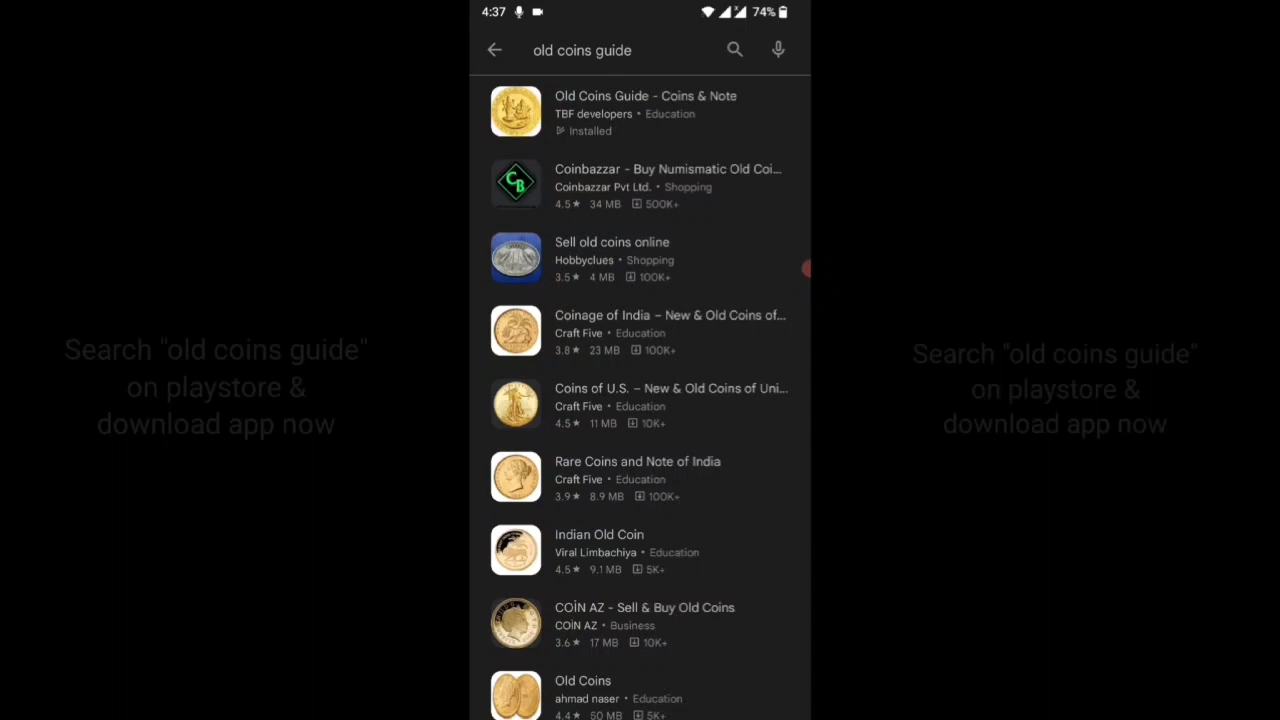 4:37
74%
old coins guide
Old Coins Guide - Coins & Note
TBF developers • Education
Installed
CB
Coinbazzar - Buy Numismatic Old Coi...
Coinbazzar Pvt Ltd. • Shopping
4.5★ 34 MB 500K+
Sell old coins online
Hobbyclues • Shopping
3.5★ 4 MB 100K+
Coinage of India – New & Old Coins of...
Craft Five • Education
3.8★ 23 MB 100K+
Coins of U.S. – New & Old Coins of Uni...
Craft Five • Education
4.5★ 11 MB 10K+
Rare Coins and Note of India
Craft Five • Education
3.9★ 8.9 MB 100K+
Indian Old Coin
Viral Limbachiya • Education
4.5★ 9.1 MB 5K+
COİN AZ - Sell & Buy Old Coins
COİN AZ • Business
3.6★ 17 MB 10K+
Old Coins
ahmad naser • Education
4.4★ 50 MB 5K+
Search "old coins guide"
on playstore &
download app now
Search "old coins guide"
on playstore &
download app now